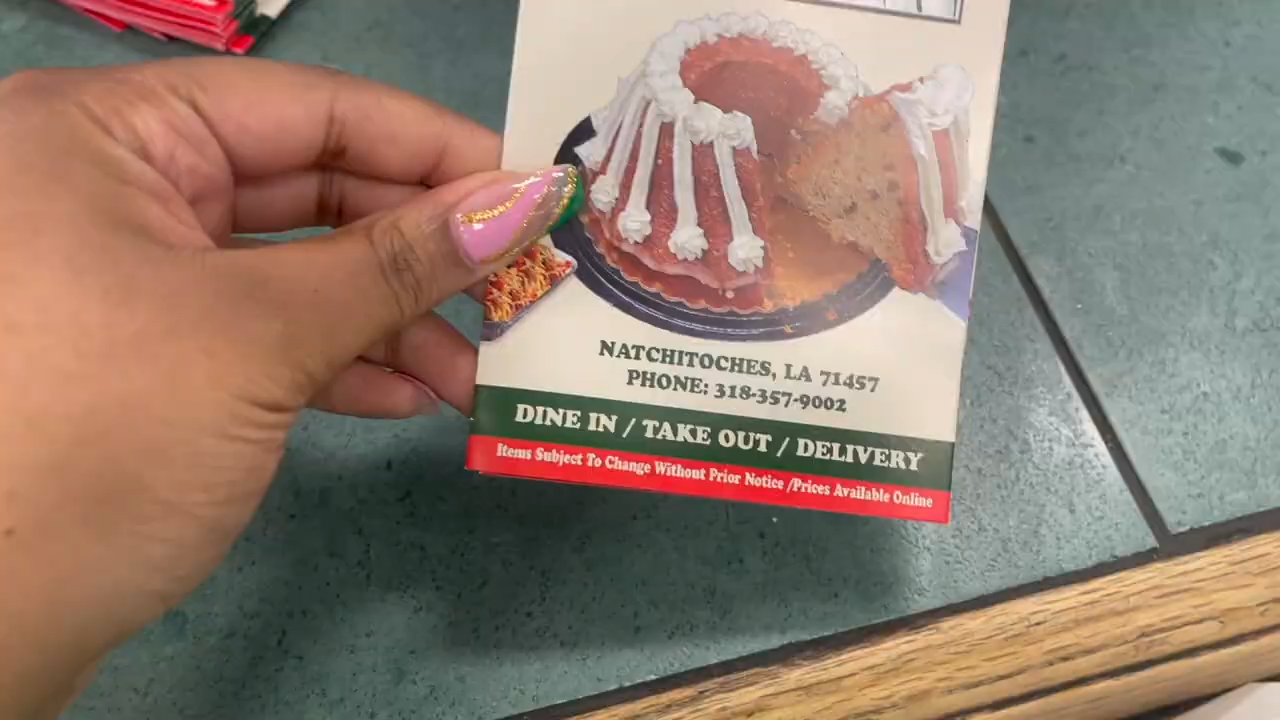 NATCHITOCHES, LA 71457
PHONE: 318-357-9002
DINE IN / TAKE OUT / DELIVERY
Items Subject To Change Without Prior Notice /Prices Available Online